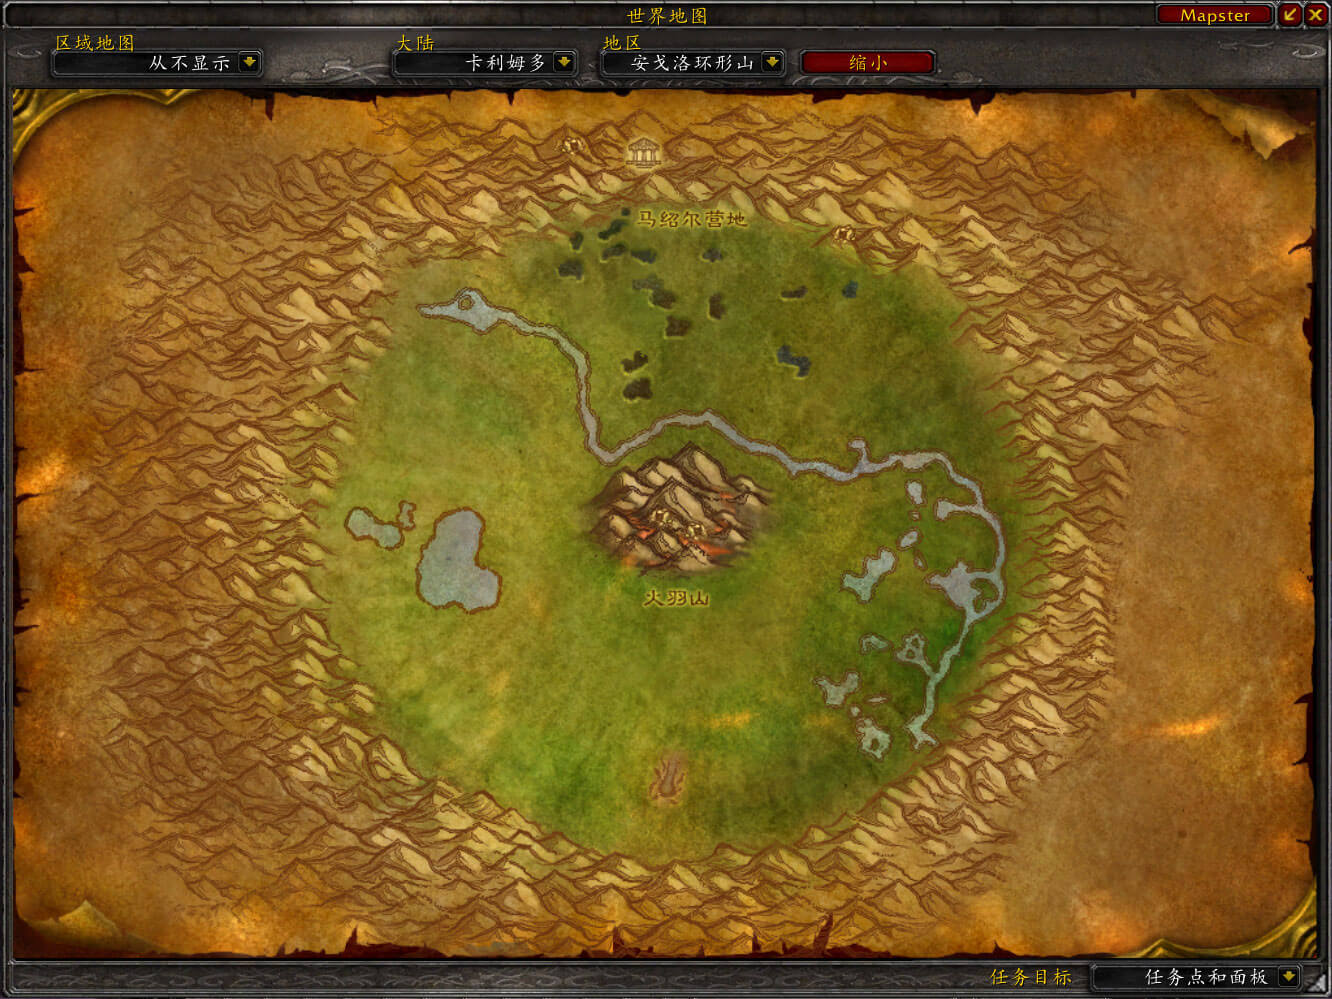 世界地图
Mapster
区域地图
大陆
地区
从不显示
卡利姆多
安戈洛环形山
缩小
马绍尔营地
火羽山
任务目标
任务点和面板